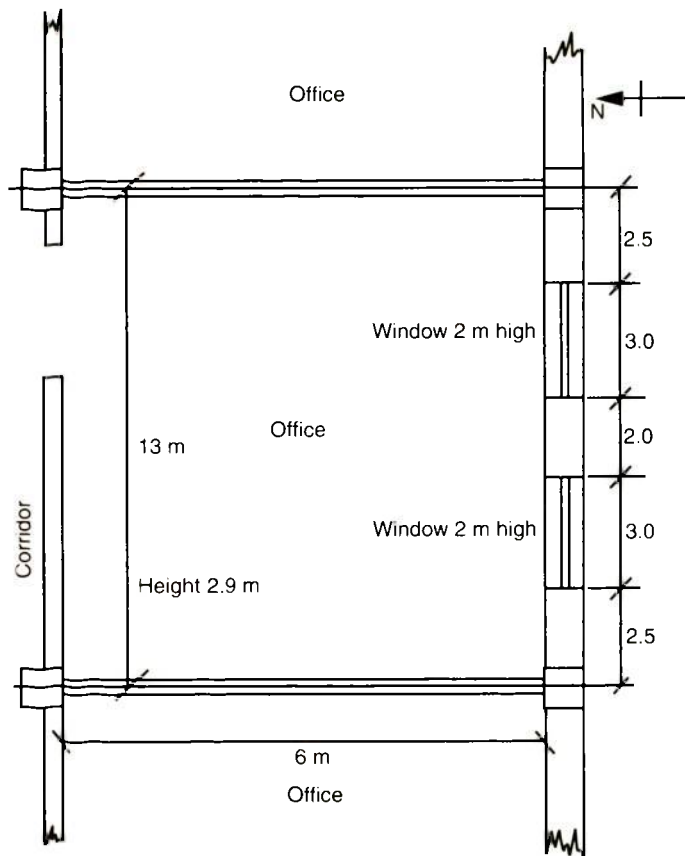 Office
N
2.5
Window 2 m high
3.0
Office
13 m
2.0
Corridor
Window 2 m high
3.0
Height 2.9 m
2.5
6 m
Office